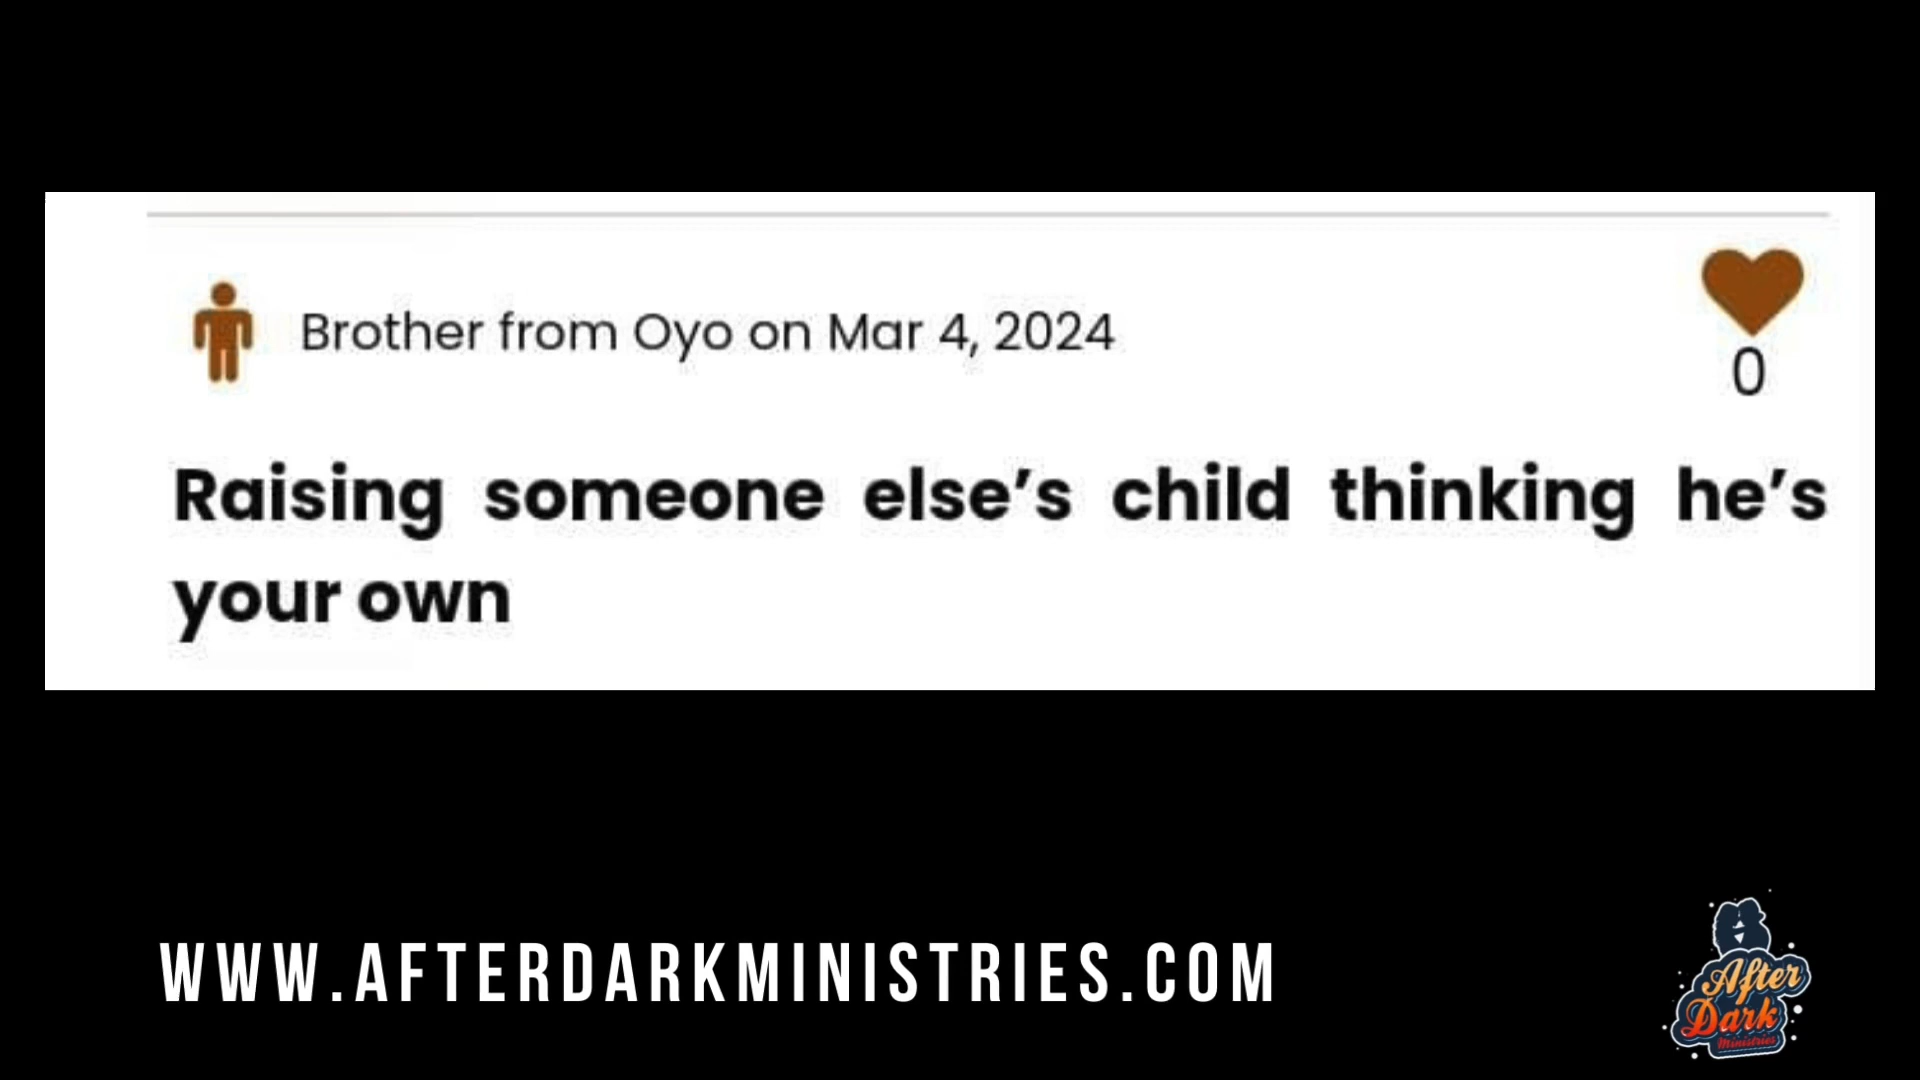 Brother from Oyo on Mar 4, 2024
0
Raising someone else’s child thinking he’s
your own
WWW.AFTERDARKMINISTRIES.COM
After
Dark
Ministries